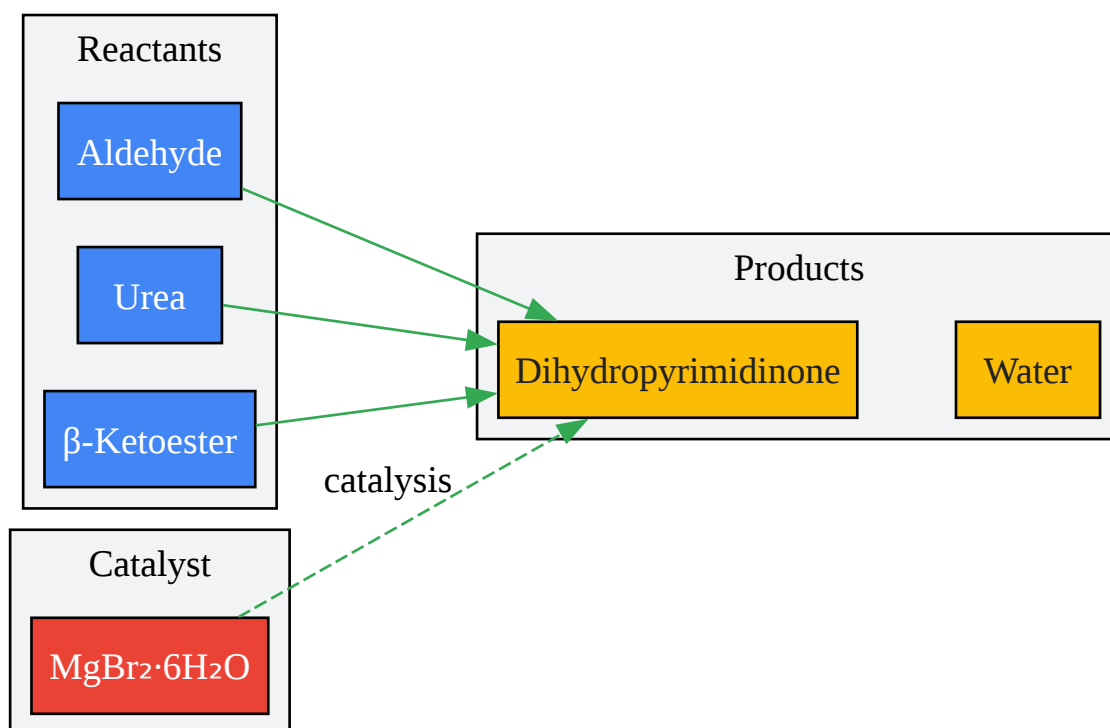 Reactants
Aldehyde
Urea
β-Ketoester
Products
Dihydropyrimidinone
Water
catalysis
Catalyst
MgBr₂·6H₂O